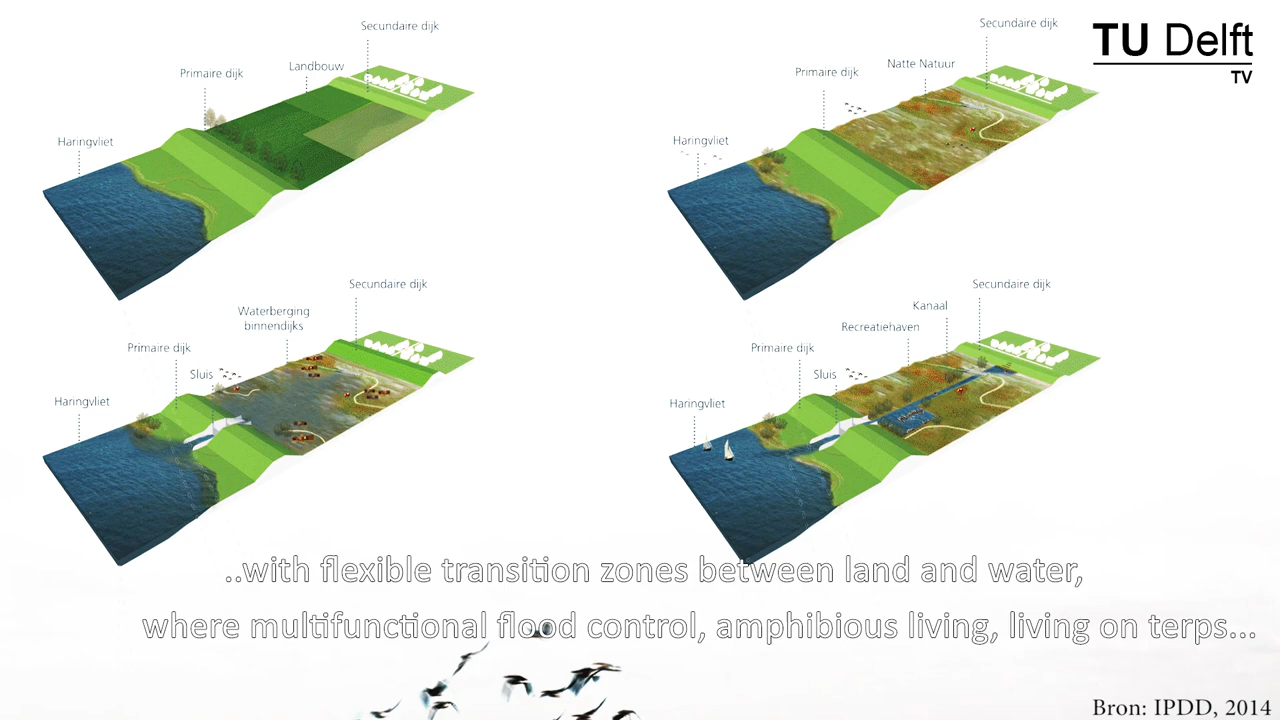 Secundaire dijk
Landbouw
Primaire dijk
Haringvliet
Secundaire dijk
Natte Natuur
Primaire dijk
Haringvliet
TU Delft
TV
Secundaire dijk
Waterberging
binnendijks
Primaire dijk
Sluis
Haringvliet
Secundaire dijk
Kanaal
Recreatiehaven
Primaire dijk
Sluis
Haringvliet
..with flexible transition zones between land and water,
where multifunctional flood control, amphibious living, living on terps...
Bron: IPDD, 2014